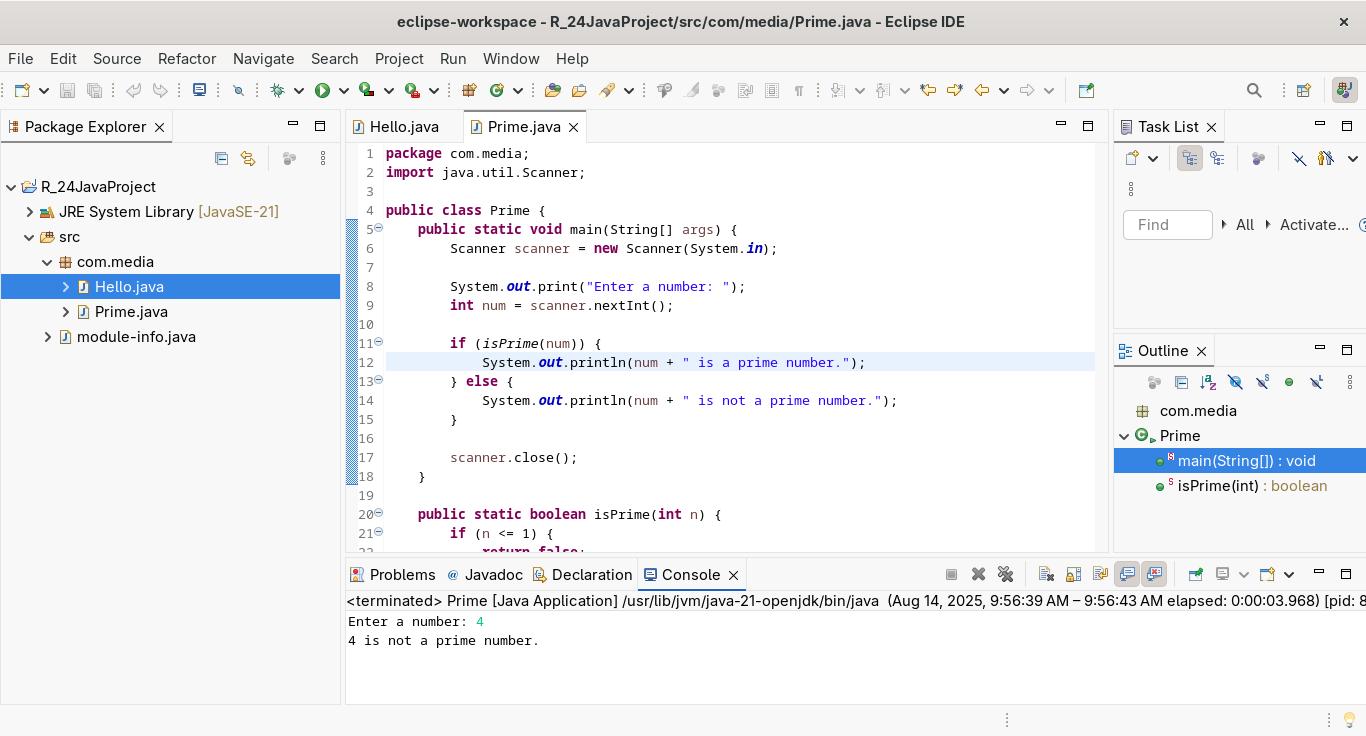 eclipse-workspace - R_24JavaProject/src/com/media/Prime.java - Eclipse IDE
File Edit Source Refactor Navigate Search Project Run Window Help
Package Explorer
R_24JavaProject
JRE System Library [JavaSE-21]
src
com.media
Hello.java
Prime.java
module-info.java
Hello.java Prime.java
1 package com.media;
2 import java.util.Scanner;
3
4 public class Prime {
5 public static void main(String[] args) {
6 Scanner scanner = new Scanner(System.in);
7
8 System.out.print("Enter a number: ");
9 int num = scanner.nextInt();
10
11 if (isPrime(num)) {
12 System.out.println(num + " is a prime number.");
13 } else {
14 System.out.println(num + " is not a prime number.");
15 }
16
17 scanner.close();
18 }
19
20 public static boolean isPrime(int n) {
21 if (n <= 1) {
22 return false;
Task List
Find All Activate...
Outline
com.media
Prime
main(String[]) : void
isPrime(int) : boolean
Problems @ Javadoc Declaration Console
<terminated> Prime [Java Application] /usr/lib/jvm/java-21-openjdk/bin/java (Aug 14, 2025, 9:56:39 AM – 9:56:43 AM elapsed: 0:00:03.968) [pid: 8
Enter a number: 4
4 is not a prime number.